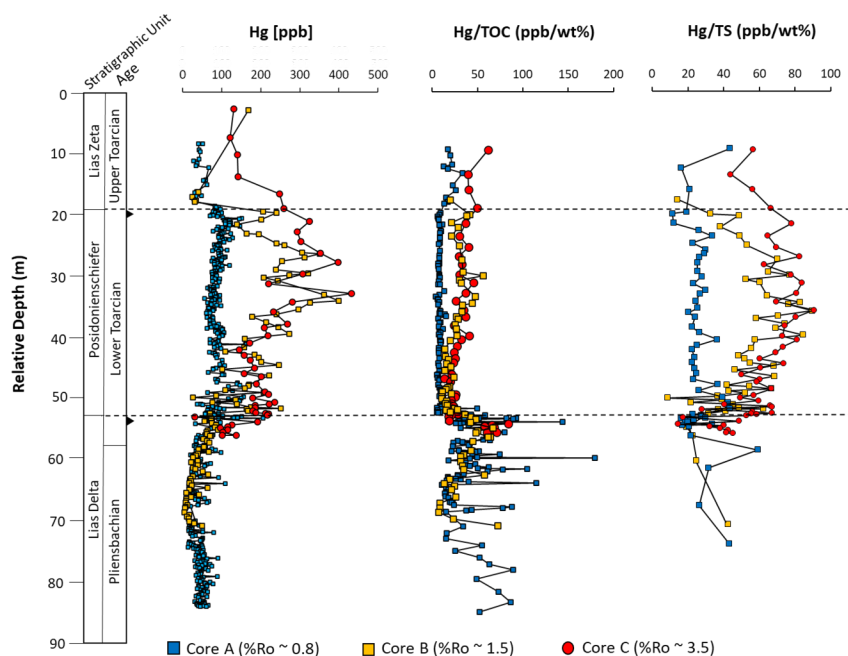 Hg [ppb]
Hg/TOC (ppb/wt%)
Hg/TS (ppb/wt%)
Stratigraphic Unit
Age
0 100 200 300 400 500
0 50 100 150 200
0 20 40 60 80 100
Relative Depth (m)
0
10
20
30
40
50
60
70
80
90
Lias Zeta
Upper Toarcian
Posidonienschiefer
Lower Toarcian
Lias Delta
Pliensbachian
Core A (%Ro ~ 0.8)
Core B (%Ro ~ 1.5)
Core C (%Ro ~ 3.5)